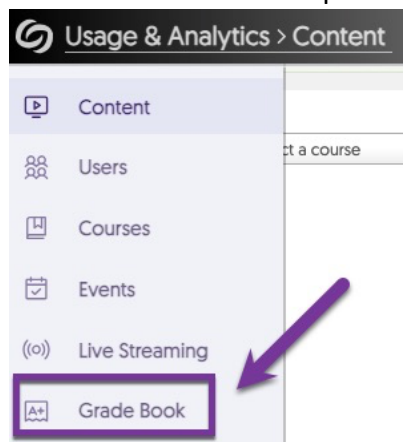 Usage & Analytics > Content
Content
ct a course
Users
Courses
Events
Live Streaming
A+ Grade Book